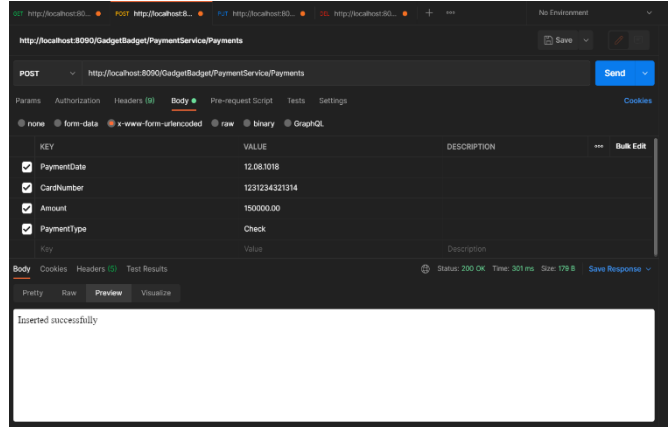 GET http://localhost:80... POST http://localhost:8... PUT http://localhost:80... DEL http://localhost:80... + ooo No Environment
http://localhost:8090/GadgetBadget/PaymentService/Payments Save
POST http://localhost:8090/GadgetBadget/PaymentService/Payments Send
Params Authorization Headers (9) Body Pre-request Script Tests Settings Cookies
none form-data x-www-form-urlencoded raw binary GraphQL
KEY VALUE DESCRIPTION ooo Bulk Edit
PaymentDate 12.08.1018
CardNumber 1231234321314
Amount 150000.00
PaymentType Check
Key Value Description
Body Cookies Headers (5) Test Results Status: 200 OK Time: 301 ms Size: 179 B Save Response
Pretty Raw Preview Visualize
Inserted successfully